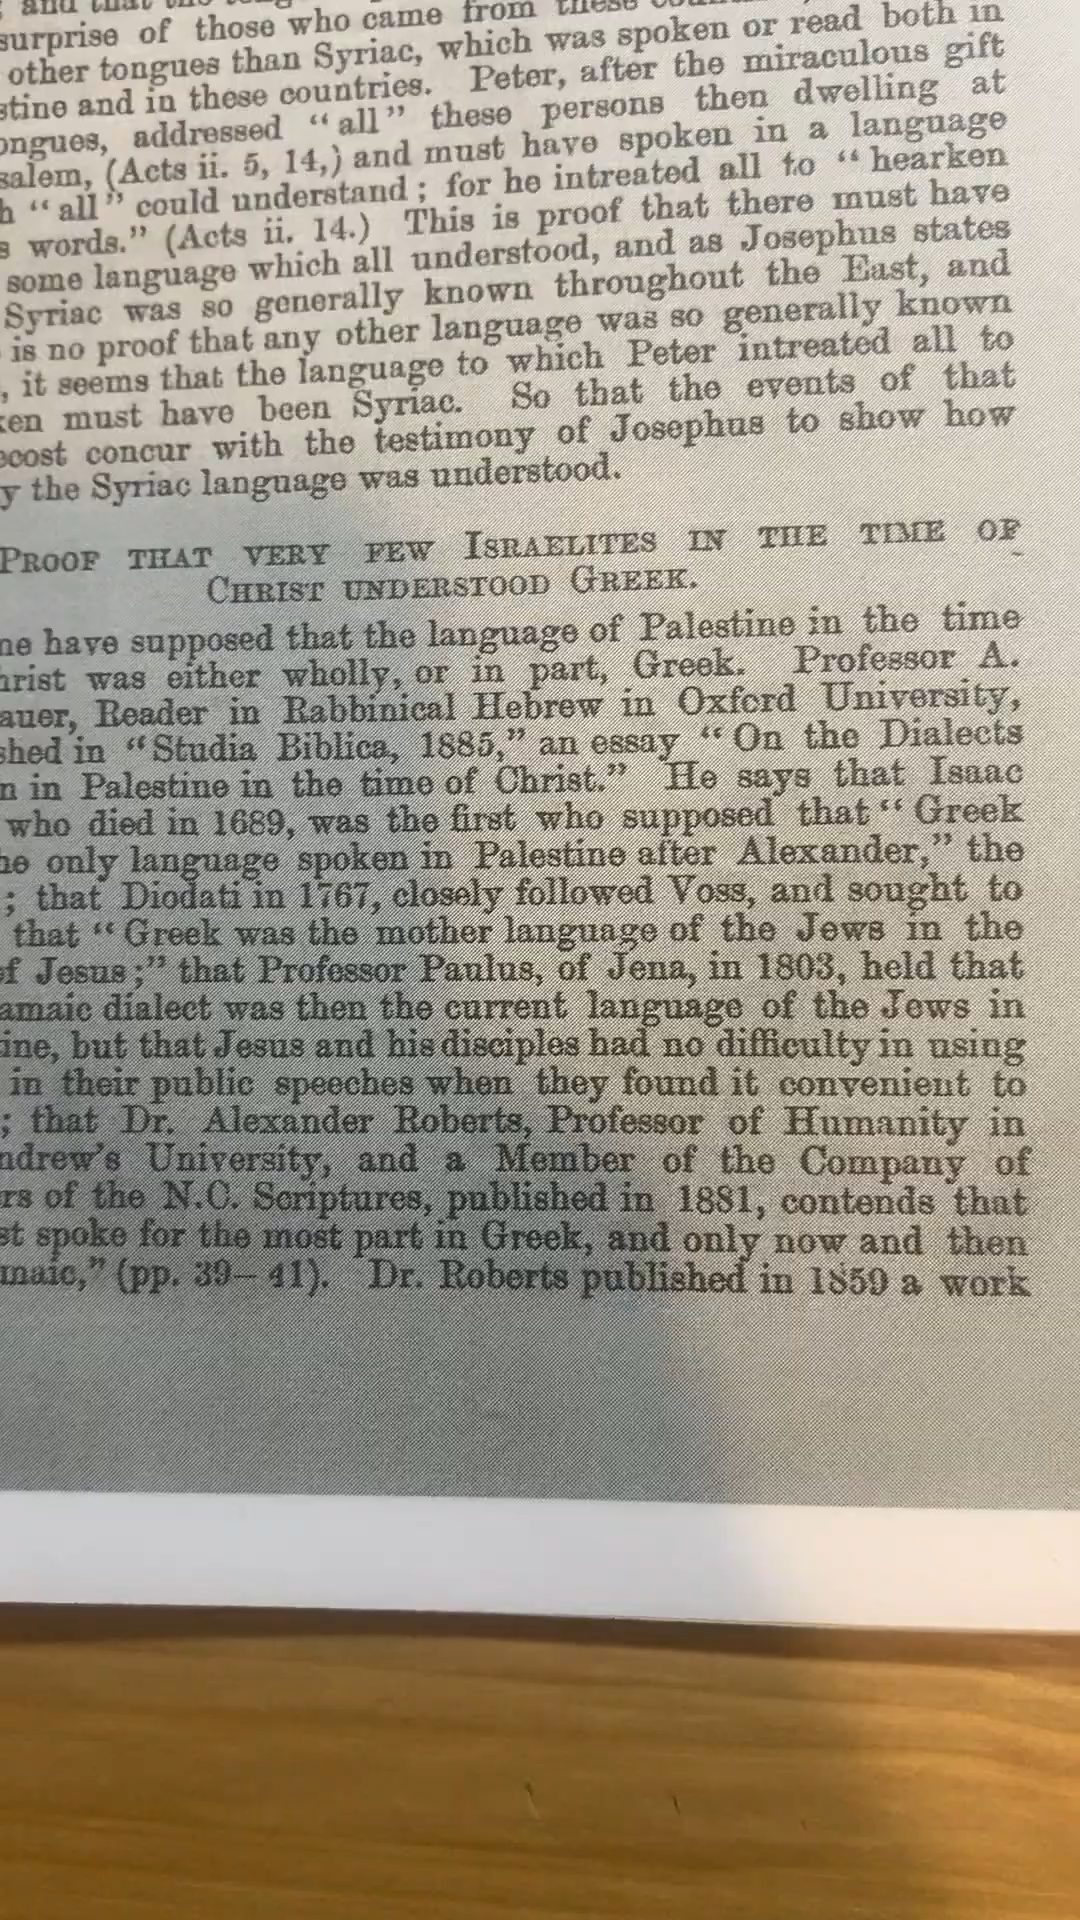 surprise of those who came from these
other tongues than Syriac, which was spoken or read both in
stine and in these countries. Peter, after the miraculous gift
ongues, addressed “all” these persons then dwelling at
salem, (Acts ii. 5, 14,) and must have spoken in a language
h “all” could understand; for he intreated all to “hearken
s words.” (Acts ii. 14.) This is proof that there must have
some language which all understood, and as Josephus states
Syriac was so generally known throughout the East, and
is no proof that any other language was so generally known
, it seems that the language to which Peter intreated all to
ken must have been Syriac. So that the events of that
ecost concur with the testimony of Josephus to show how
y the Syriac language was understood.
PROOF THAT VERY FEW ISRAELITES IN THE TIME OF
CHRIST UNDERSTOOD GREEK.
ne have supposed that the language of Palestine in the time
hrist was either wholly, or in part, Greek. Professor A.
auer, Reader in Rabbinical Hebrew in Oxford University,
shed in “Studia Biblica, 1885,” an essay “On the Dialects
n in Palestine in the time of Christ.” He says that Isaac
who died in 1689, was the first who supposed that “Greek
he only language spoken in Palestine after Alexander,” the
; that Diodati in 1767, closely followed Voss, and sought to
that “Greek was the mother language of the Jews in the
of Jesus;” that Professor Paulus, of Jena, in 1803, held that
amaic dialect was then the current language of the Jews in
ine, but that Jesus and his disciples had no difficulty in using
in their public speeches when they found it convenient to
; that Dr. Alexander Roberts, Professor of Humanity in
ndrew's University, and a Member of the Company of
rs of the N.C. Scriptures, published in 1881, contends that
st spoke for the most part in Greek, and only now and then
maic,” (pp. 39–41). Dr. Roberts published in 1859 a work